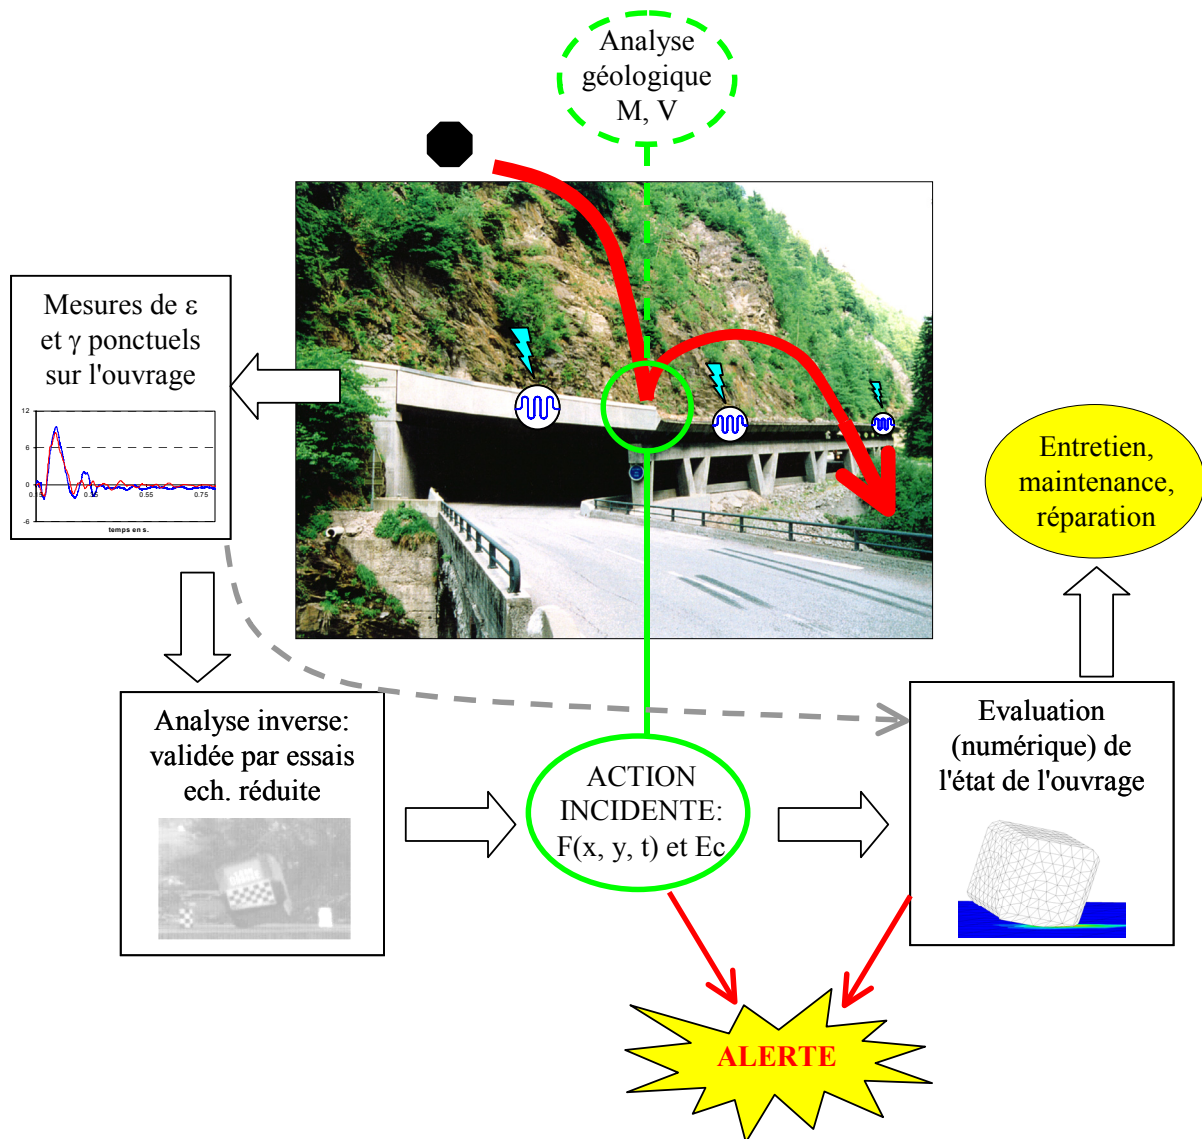 Analyse
géologique
M, V
Mesures de ε
et γ ponctuels
sur l'ouvrage
12
6
0
-6
0.15
0.35
0.55
0.75
temps en s.
Entretien,
maintenance,
réparation
Analyse inverse:
validée par essais
ech. réduite
ACTION
INCIDENTE:
F(x, y, t) et Ec
Evaluation
(numérique) de
l'état de l'ouvrage
ALERTE